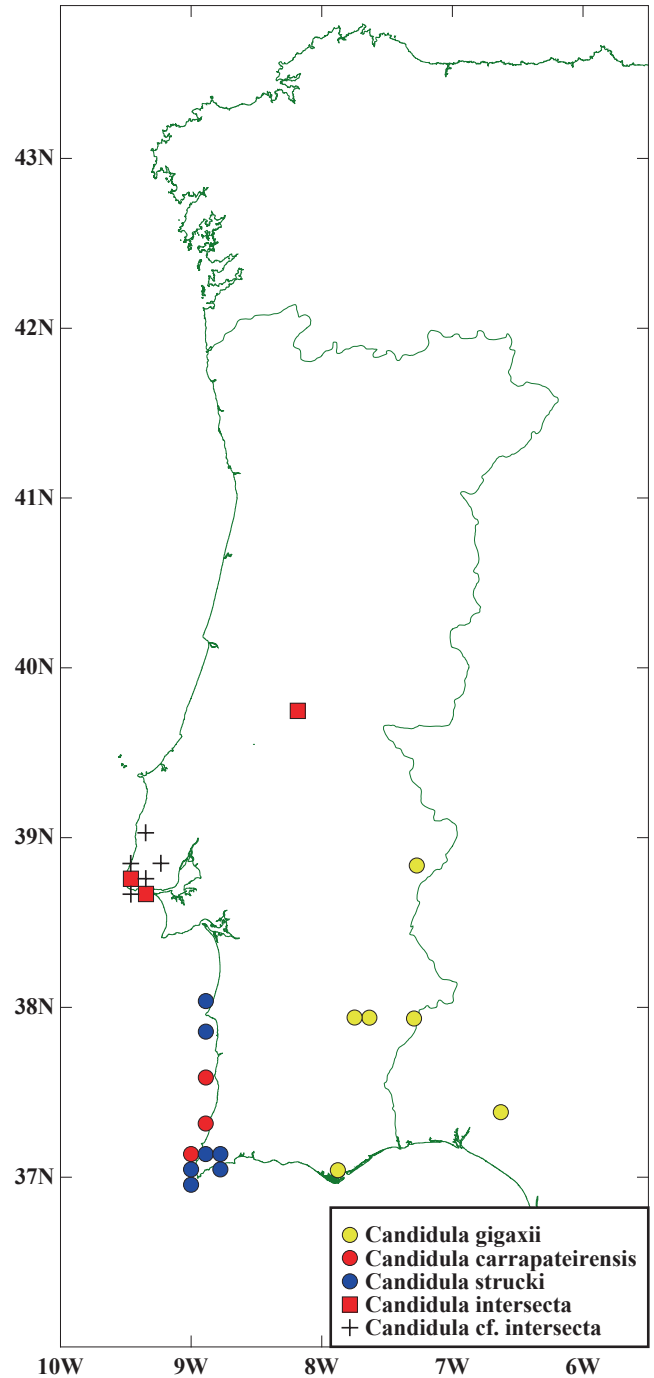 43N
42N
41N
40N
39N
38N
37N
Candidula gigaxii
Candidula carrapateirensis
Candidula strucki
Candidula intersecta
Candidula cf. intersecta
10W 9W 8W 7W 6W